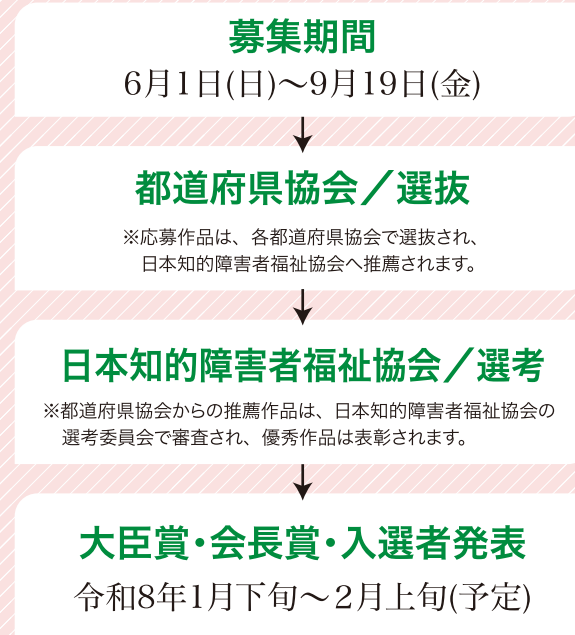 募集期間
6月1日(日)～9月19日(金)
都道府県協会／選抜
※応募作品は、各都道府県協会で選抜され、
日本知的障害者福祉協会へ推薦されます。
日本知的障害者福祉協会／選考
※都道府県協会からの推薦作品は、日本知的障害者福祉協会の
選考委員会で審査され、優秀作品は表彰されます。
大臣賞・会長賞・入選者発表
令和8年1月下旬～2月上旬(予定)